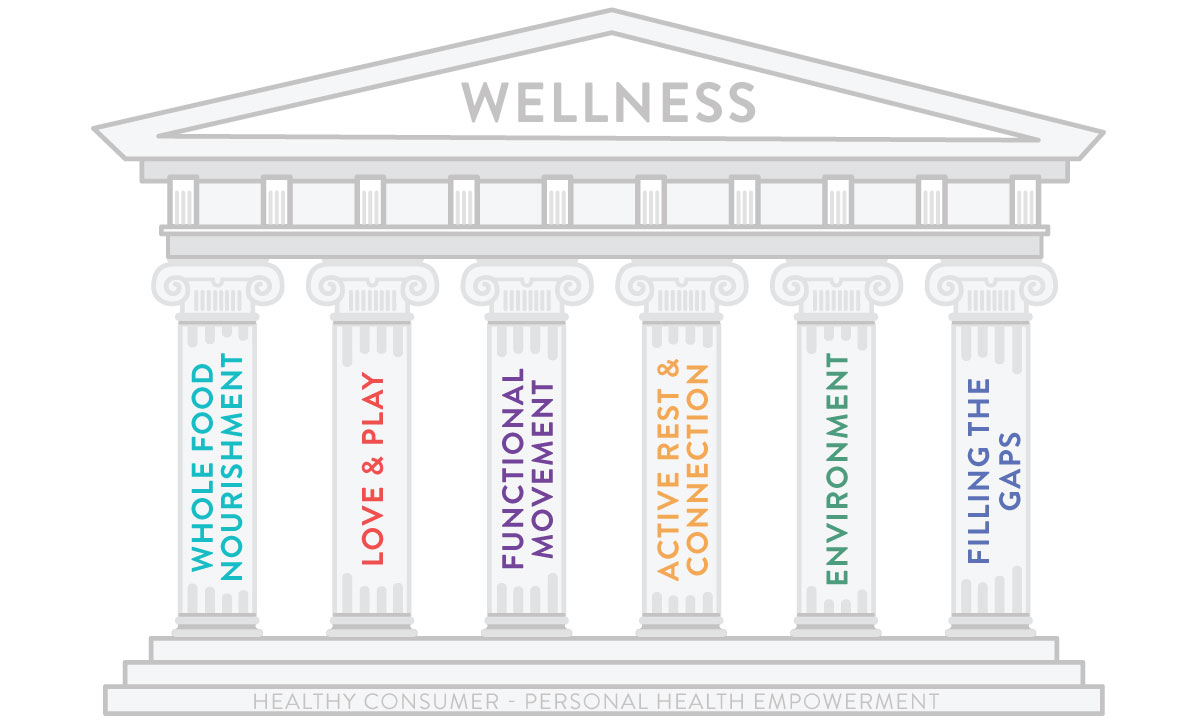 WELLNESS
WHOLE FOOD
NOURISHMENT
LOVE & PLAY
FUNCTIONAL
MOVEMENT
ACTIVE REST &
CONNECTION
ENVIRONMENT
FILLING THE
GAPS
HEALTHY CONSUMER - PERSONAL HEALTH EMPOWERMENT